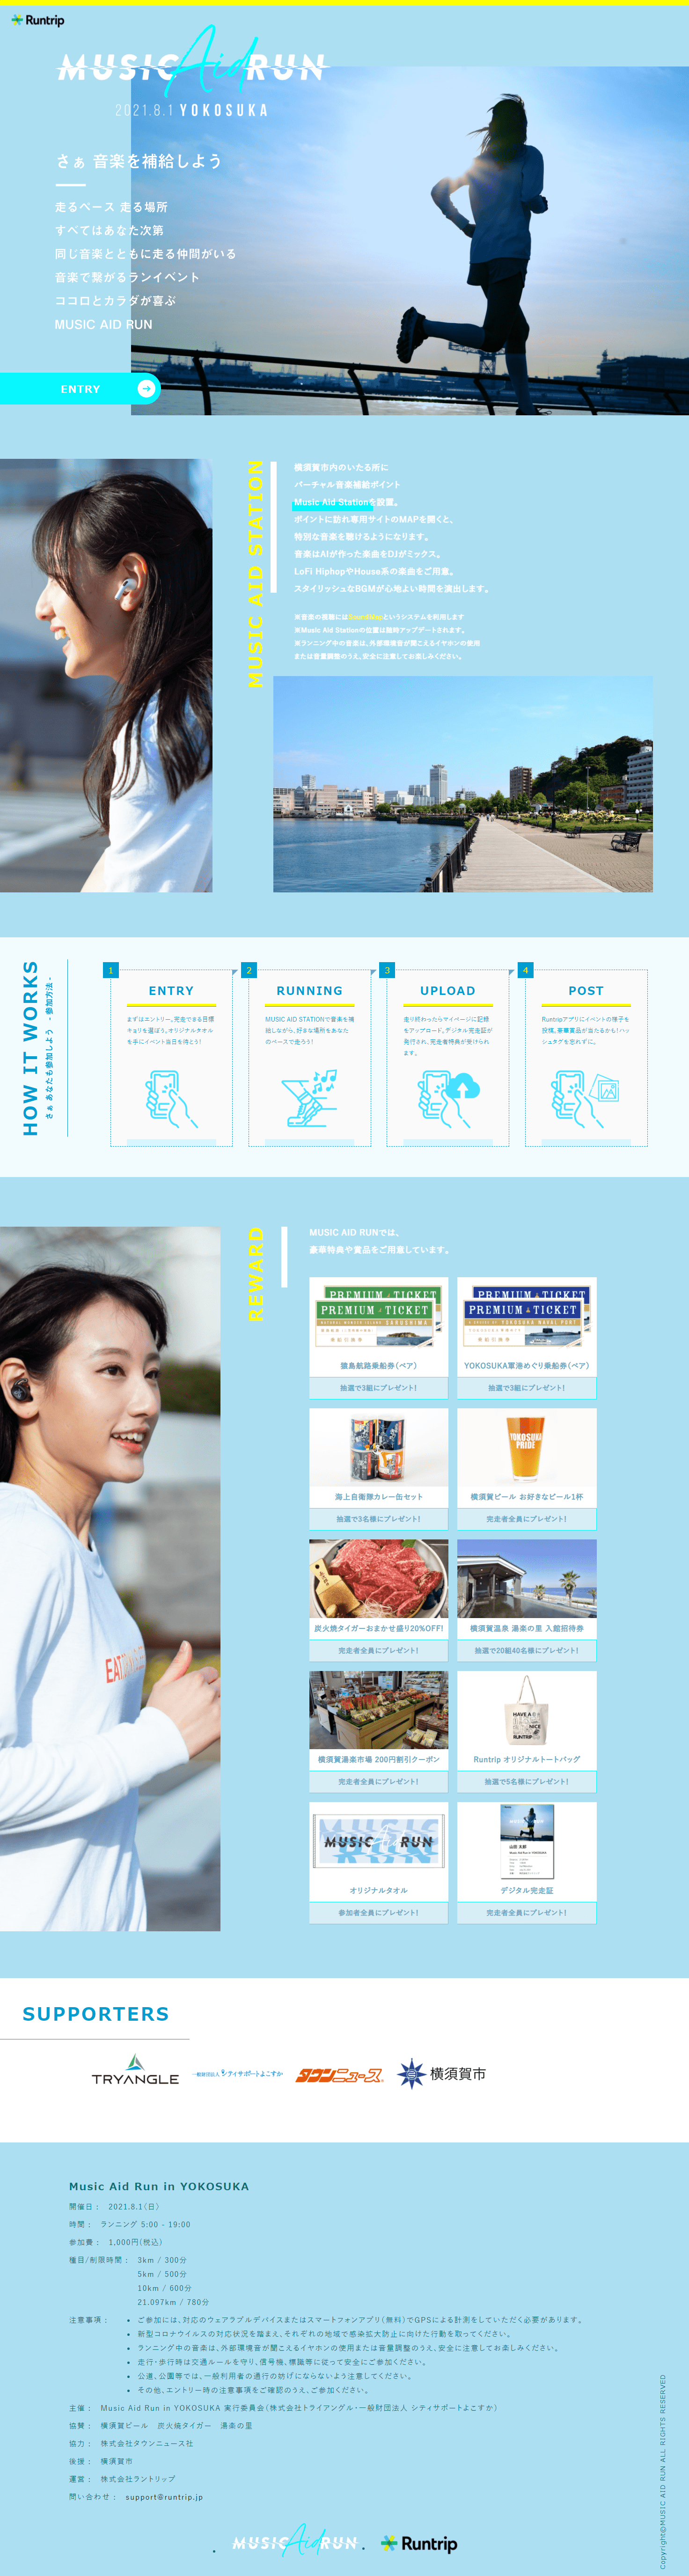 Runtrip
MUSIC Aid RUN
2021.8.1 YOKOSUKA
さぁ 音楽を補給しよう
走るペース 走る場所
すべてはあなた次第
同じ音楽とともに走る仲間がいる
音楽で繋がるランイベント
ココロとカラダが喜ぶ
MUSIC AID RUN
ENTRY
MUSIC AID STATION
横須賀市内のいたる所に
バーチャル音楽補給ポイント
Music Aid Stationを設置。
ポイントに訪れ専用サイトのMAPを開くと、
特別な音楽を聴けるようになります。
音楽はAIが作った楽曲をDJがミックス。
LoFi HiphopやHouse系の楽曲をご用意。
スタイリッシュなBGMが心地よい時間を演出します。
※Music Aid Stationの位置は随時アップデートされます。
※ランニング中の音楽は、外部環境音が聞こえるイヤホンの使用
または音量調整のうえ、安全に注意してお楽しみください。
HOW IT WORKS
さぁ あなたも参加しよう - 参加方法 -
1
ENTRY
まずはエントリー。完走できる目標
キョリを選ぼう。オリジナルタオル
を手にイベント当日を待とう!
2
RUNNING
MUSIC AID STATIONで音楽を補
給しながら、好きな場所をあなた
のペースで走ろう!
3
UPLOAD
走り終わったらマイページに記録
をアップロード。デジタル完走証が
発行され、完走者特典が受けられ
ます。
4
POST
Runtripアプリにイベントの様子を
投稿。豪華賞品が当たるかも!ハッ
シュタグを忘れずに。
REWARD
MUSIC AID RUNでは、
豪華特典や賞品をご用意しています。
PREMIUM TICKET
PREMIUM TICKET
SARUSHIMA
乗船引換券
猿島航路乗船券(ペア)
抽選で3組にプレゼント!
PREMIUM TICKET
PREMIUM TICKET
YOKOSUKA NAVAL PORT
乗船引換券
YOKOSUKA軍港めぐり乗船券(ペア)
抽選で3組にプレゼント!
海上自衛隊カレー缶セット
抽選で3名様にプレゼント!
YOKOSUKA
PRIDE
横須賀ビール お好きなビール1杯
完走者全員にプレゼント!
炭火焼タイガーおまかせ盛り20%OFF!
完走者全員にプレゼント!
横須賀温泉 湯楽の里 入館招待券
抽選で20組40名様にプレゼント!
横須賀湯楽市場 200円割引クーポン
完走者全員にプレゼント!
HAVE A
NICE
RUNTRIP
Runtrip オリジナルトートバッグ
抽選で5名様にプレゼント!
MUSIC Aid RUN
オリジナルタオル
参加者全員にプレゼント!
山田 太郎
Music Aid Run in YOKOSUKA
デジタル完走証
完走者全員にプレゼント!
SUPPORTERS
TRYANGLE
一般財団法人 シティサポートよこすか
タウンニュース
横須賀市
Music Aid Run in YOKOSUKA
開催日： 2021.8.1(日)
時間： ランニング 5:00 - 19:00
参加費： 1,000円(税込)
種目/制限時間： 3km / 300分
5km / 500分
10km / 600分
21.097km / 780分
注意事項： • ご参加には、対応のウェアラブルデバイスまたはスマートフォンアプリ(無料)でGPSによる計測をしていただく必要があります。
• 新型コロナウイルスの対応状況を踏まえ、それぞれの地域で感染拡大防止に向けた行動を取ってください。
• ランニング中の音楽は、外部環境音が聞こえるイヤホンの使用または音量調整のうえ、安全に注意してお楽しみください。
• 走行・歩行時は交通ルールを守り、信号機、標識等に従って安全にご参加ください。
• 公道、公園等では、一般利用者の通行の妨げにならないよう注意してください。
• その他、エントリー時の注意事項をご確認のうえ、ご参加ください。
主催： Music Aid Run in YOKOSUKA 実行委員会(株式会社トライアングル・一般財団法人 シティサポートよこすか)
協賛： 横須賀ビール 炭火焼タイガー 湯楽の里
協力： 株式会社タウンニュース社
後援： 横須賀市
運営： 株式会社ラントリップ
問い合わせ： support@runtrip.jp
MUSIC Aid RUN
Runtrip
Copyright©MUSIC AID RUN ALL RIGHTS RESERVED